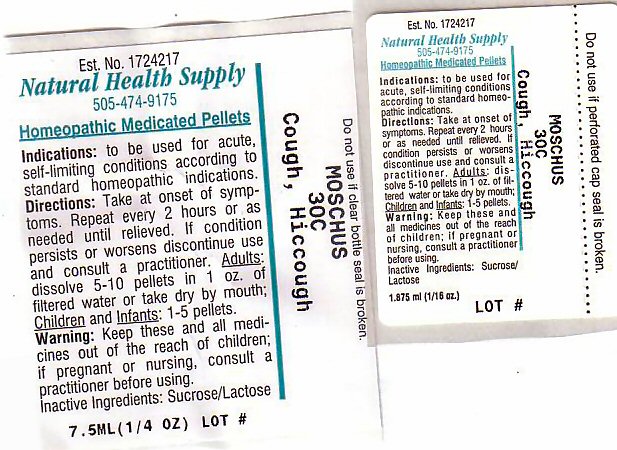 Est. No. 1724217
Natural Health Supply
505-474-9175
Homeopathic Medicated Pellets
Indications: to be used for acute,
self-limiting conditions according to
standard homeopathic indications.
Directions: Take at onset of symp-
toms. Repeat every 2 hours or as
needed until relieved. If condition
persists or worsens discontinue use
and consult a practitioner. Adults:
dissolve 5-10 pellets in 1 oz. of
filtered water or take dry by mouth;
Children and Infants: 1-5 pellets.
Warning: Keep these and all medi-
cines out of the reach of children;
if pregnant or nursing, consult a
practitioner before using.
Inactive Ingredients: Sucrose/Lactose
7.5ML(1/4 OZ) LOT #
Do not use if clear bottle seal is broken.
MOSCHUS
30C
Cough, Hiccough
Est. No. 1724217
Natural Health Supply
505-474-9175
Homeopathic Medicated Pellets
Indications: to be used for
acute, self-limiting conditions
according to standard homeo-
pathic indications.
Directions: Take at onset of
symptoms. Repeat every 2 hours
or as needed until relieved. If
condition persists or worsens
discontinue use and consult a
practitioner. Adults: dis-
solve 5-10 pellets in 1 oz. of fil-
tered water or take dry by mouth;
Children and Infants: 1-5 pellets.
Warning: Keep these and
all medicines out of the reach
of children; if pregnant or
nursing, consult a practitioner
before using.
Inactive Ingredients: Sucrose/
Lactose
1.875 ml (1/16 oz.)
LOT #
Do not use if perforated cap seal is broken.
MOSCHUS
30C
Cough, Hiccough